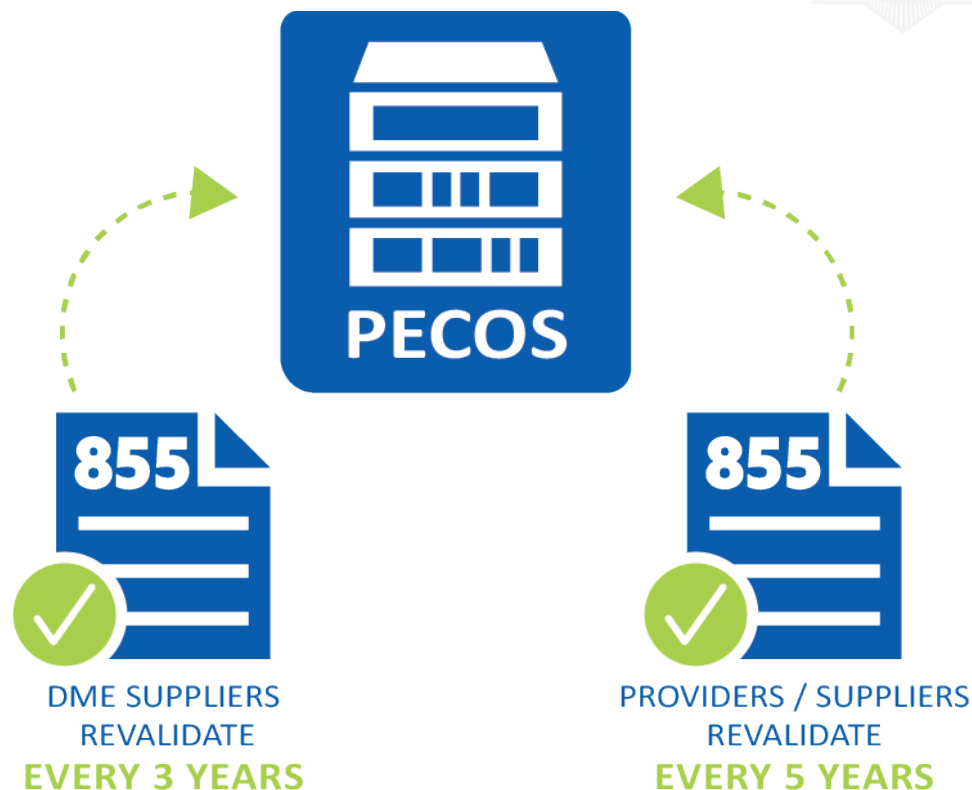 PECOS
855
DME SUPPLIERS
REVALIDATE
EVERY 3 YEARS
855
PROVIDERS / SUPPLIERS
REVALIDATE
EVERY 5 YEARS